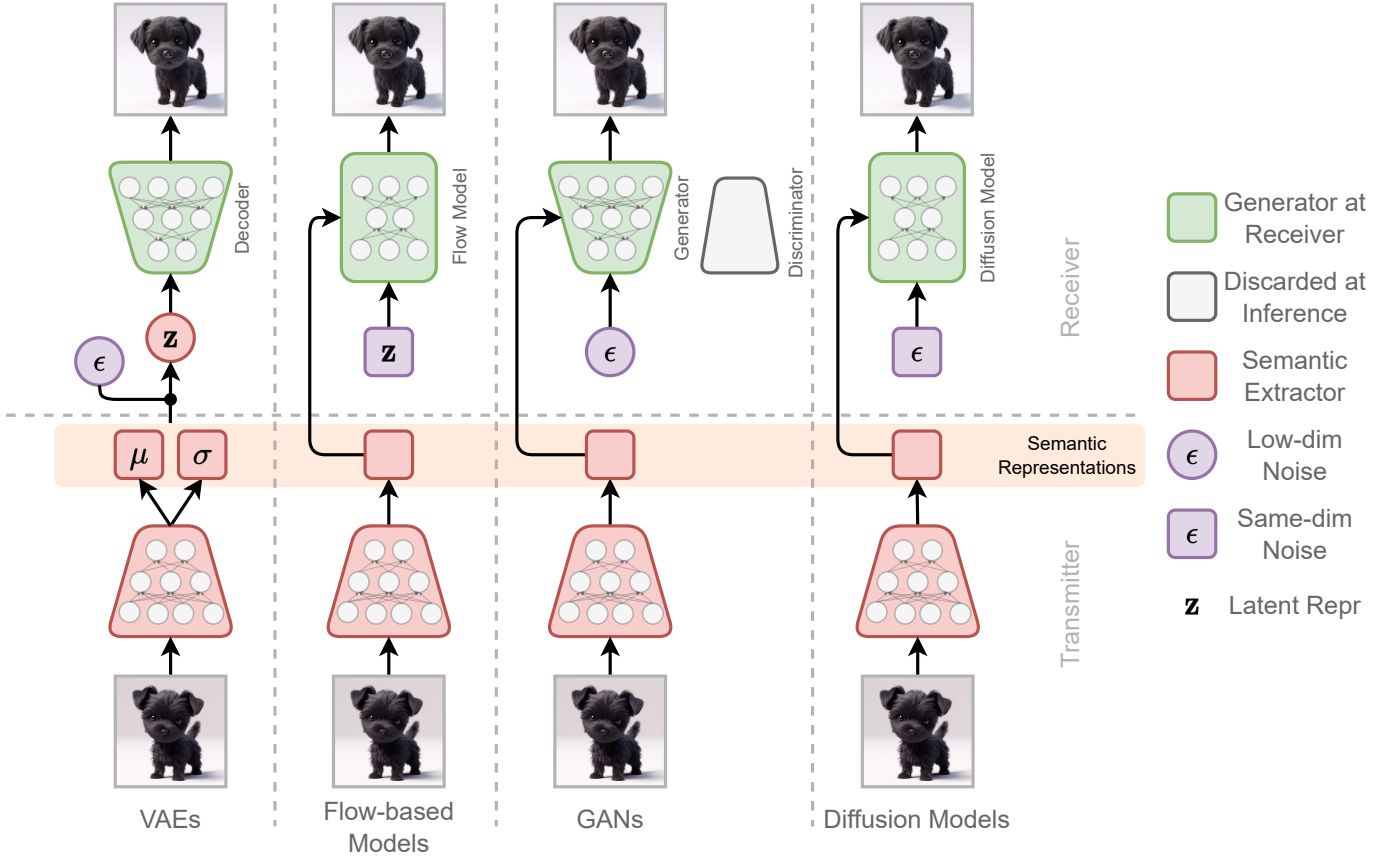 Decoder
ϵ
z
Flow Model
z
Generator
Discriminator
ϵ
Diffusion Model
ϵ
Receiver
μ
σ
Semantic
Representations
Transmitter
VAEs
Flow-based
Models
GANs
Diffusion Models
Generator at
Receiver
Discarded at
Inference
Semantic
Extractor
ϵ
Low-dim
Noise
ϵ
Same-dim
Noise
z
Latent Repr